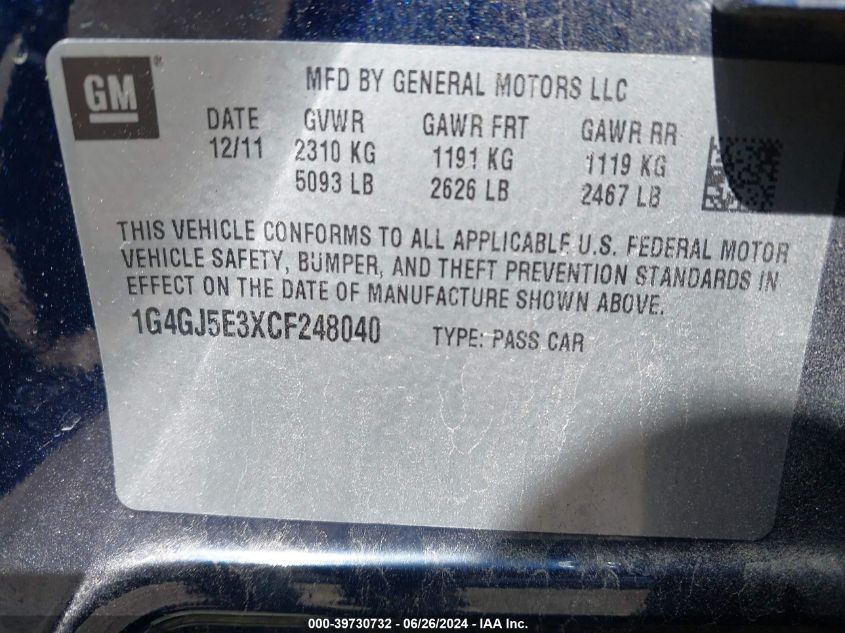 GM®
MFD BY GENERAL MOTORS LLC
DATE GVWR GAWR FRT GAWR RR
12/11 2310 KG 1191 KG 1119 KG
5093 LB 2626 LB 2467 LB
THIS VEHICLE CONFORMS TO ALL APPLICABLE U.S. FEDERAL MOTOR
VEHICLE SAFETY, BUMPER, AND THEFT PREVENTION STANDARDS IN
EFFECT ON THE DATE OF MANUFACTURE SHOWN ABOVE.
1G4GJ5E3XCF248040 TYPE: PASS CAR
000-39730732 - 06/26/2024 - IAAI.com.